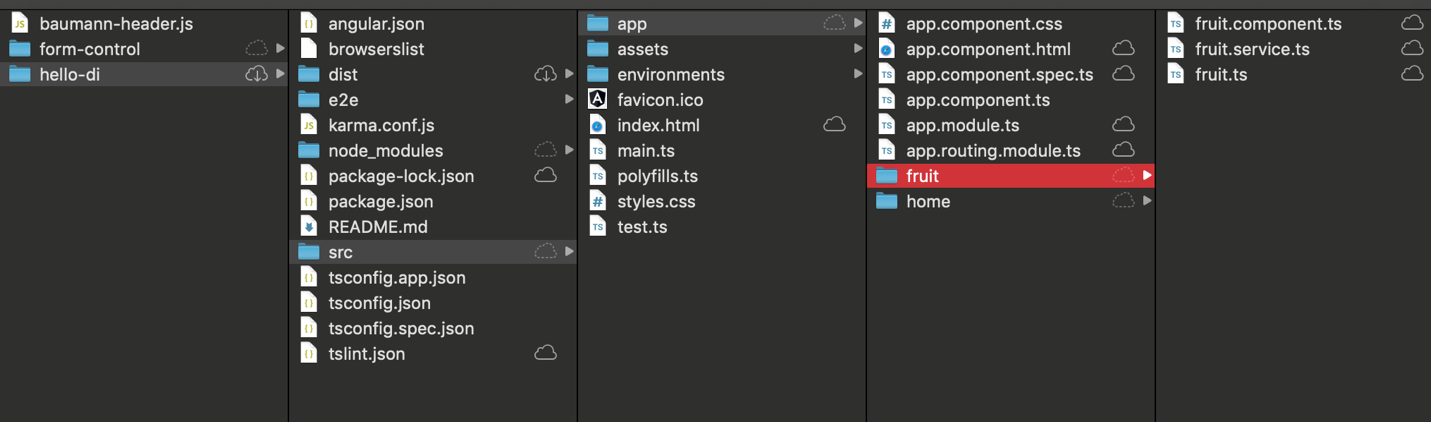 baumann-header.js
form-control
hello-di
angular.json
browserslist
dist
e2e
karma.conf.js
node_modules
package-lock.json
package.json
README.md
src
tsconfig.app.json
tsconfig.json
tsconfig.spec.json
tslint.json
app
assets
environments
favicon.ico
index.html
main.ts
polyfills.ts
styles.css
test.ts
app.component.css
app.component.html
app.component.spec.ts
app.component.ts
app.module.ts
app.routing.module.ts
fruit
home
fruit.component.ts
fruit.service.ts
fruit.ts